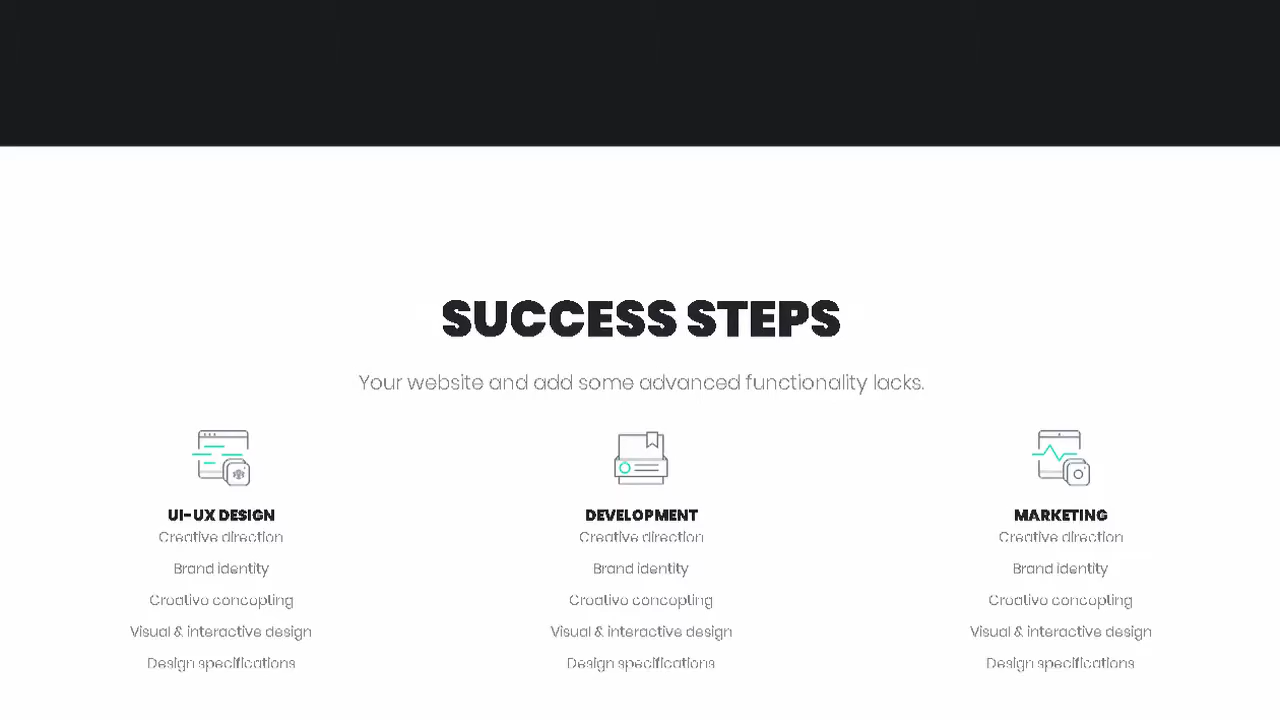 SUCCESS STEPS
Your website and add some advanced functionality lacks.
UI-UX DESIGN
Creative direction
Brand identity
Creative concepting
Visual & interactive design
Design specifications
DEVELOPMENT
Creative direction
Brand identity
Creative concepting
Visual & interactive design
Design specifications
MARKETING
Creative direction
Brand identity
Creative concepting
Visual & interactive design
Design specifications